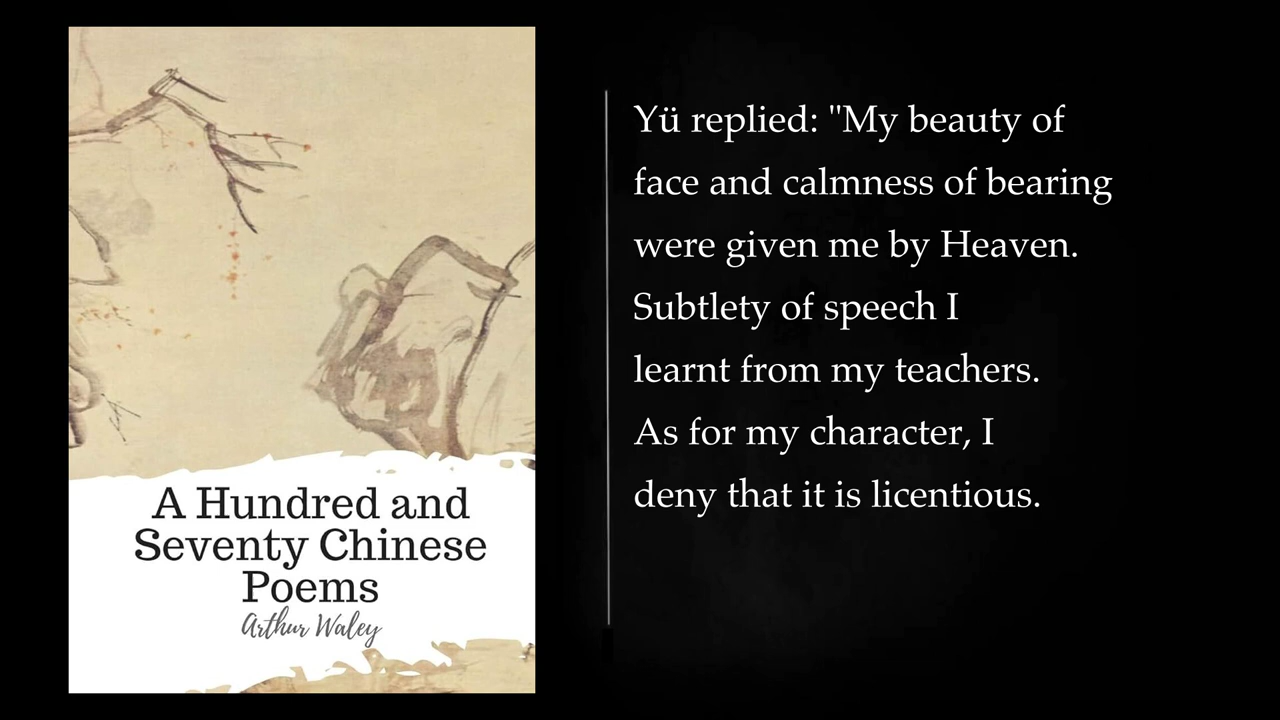 A Hundred and
Seventy Chinese
Poems
Arthur Waley
Yü replied: "My beauty of
face and calmness of bearing
were given me by Heaven.
Subtlety of speech I
learnt from my teachers.
As for my character, I
deny that it is licentious.